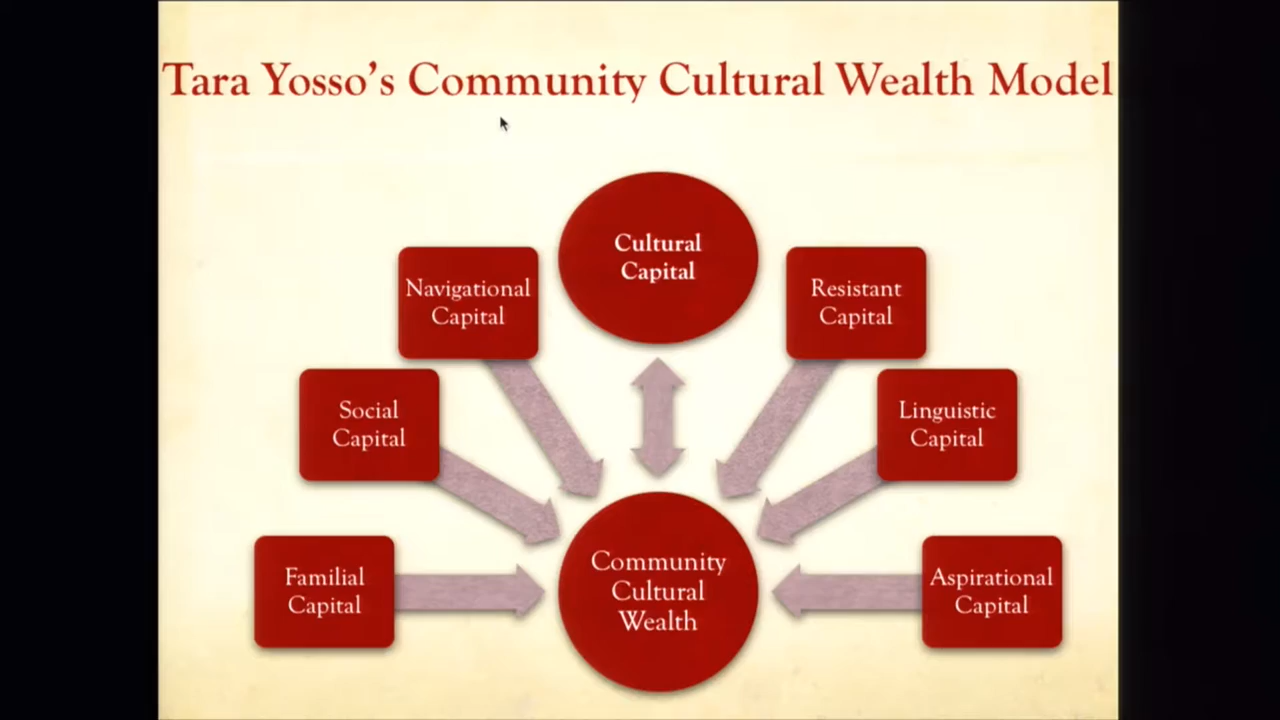 Tara Yosso’s Community Cultural Wealth Model
Cultural
Capital
Navigational
Capital
Resistant
Capital
Social
Capital
Linguistic
Capital
Familial
Capital
Community
Cultural
Wealth
Aspirational
Capital